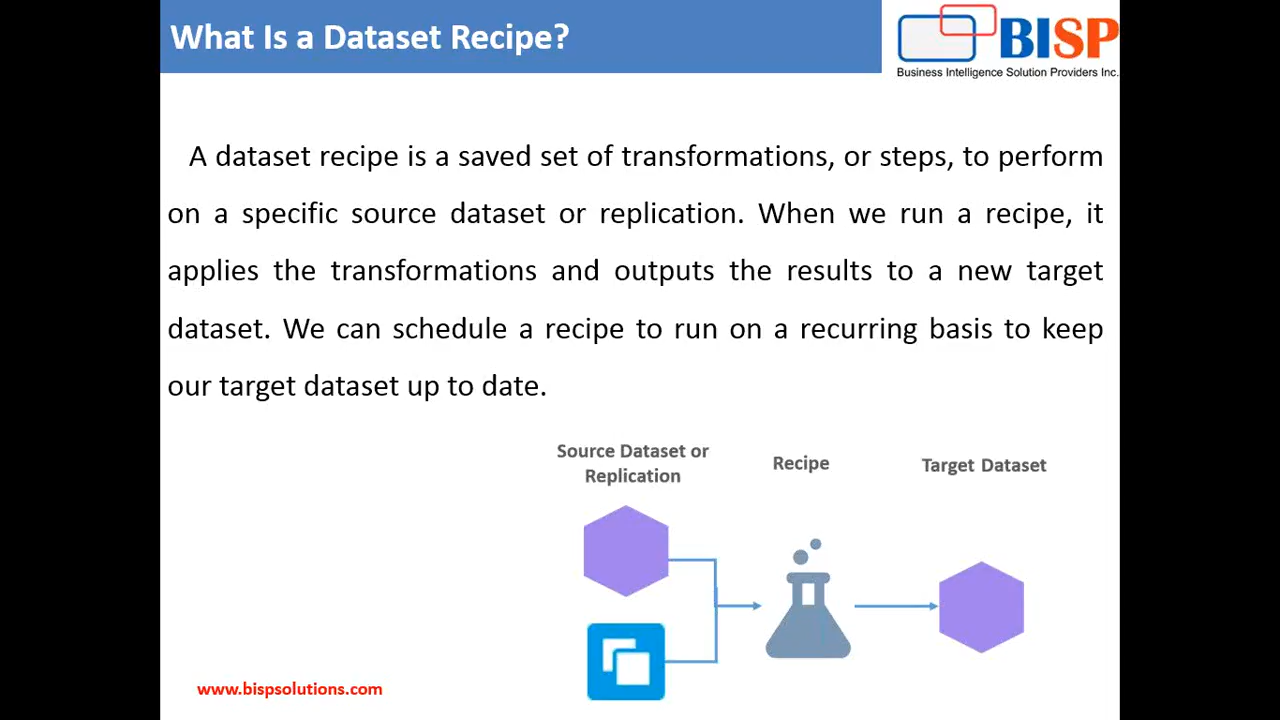 What Is a Dataset Recipe?
BISP
Business Intelligence Solution Providers Inc.
A dataset recipe is a saved set of transformations, or steps, to perform
on a specific source dataset or replication. When we run a recipe, it
applies the transformations and outputs the results to a new target
dataset. We can schedule a recipe to run on a recurring basis to keep
our target dataset up to date.
Source Dataset or
Replication
Recipe
Target Dataset
www.bispsolutions.com